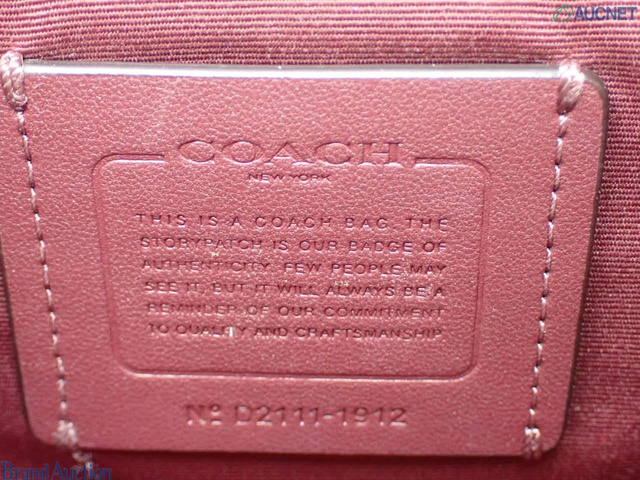 AUCNET
COACH
NEW YORK
THIS IS A COACH BAG. THE
STORYPATCH IS OUR BADGE OF
AUTHENTICITY. FEW PEOPLE MAY
SEE IT, BUT IT WILL ALWAYS BE A
REMINDER OF OUR COMMITMENT
TO QUALITY AND CRAFTSMANSHIP
Nº D2111-1912
Brand Auction